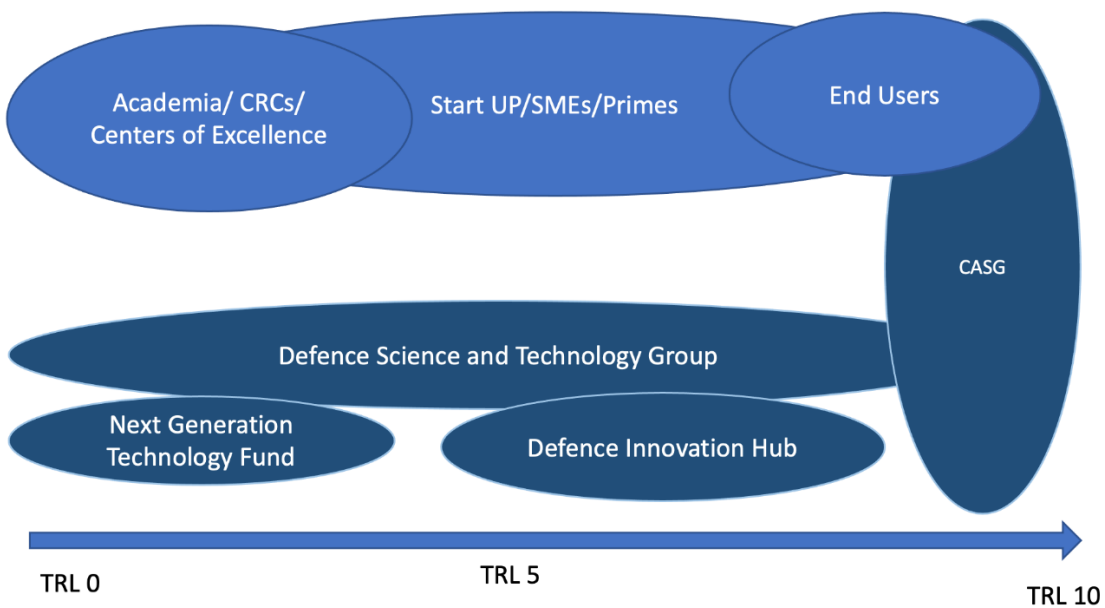 Academia/ CRCs/
Centers of Excellence
Start UP/SMEs/Primes
End Users
CASG
Defence Science and Technology Group
Next Generation
Technology Fund
Defence Innovation Hub
TRL 0
TRL 5
TRL 10